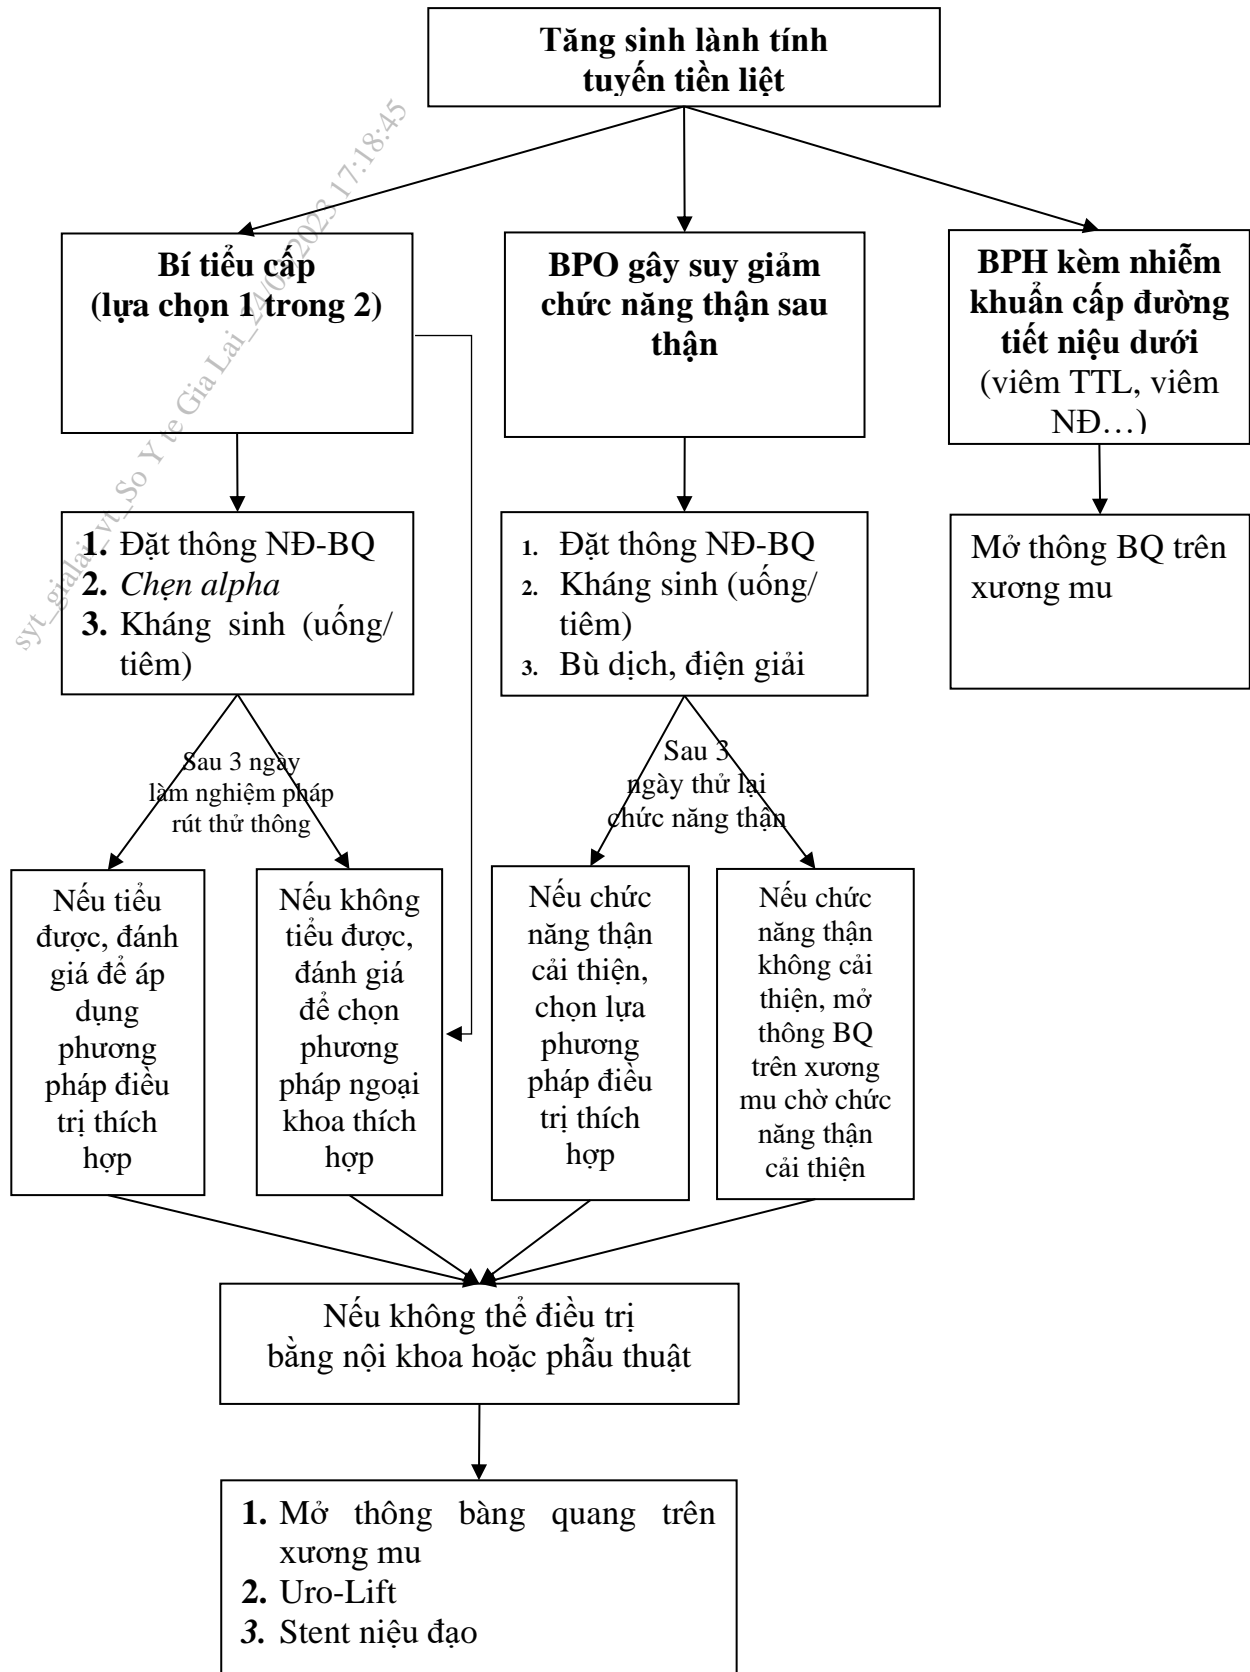 Tăng sinh lành tính
tuyến tiền liệt
Bí tiểu cấp
(lựa chọn 1 trong 2)
BPO gây suy giảm
chức năng thận sau
thận
BPH kèm nhiễm
khuẩn cấp đường
tiết niệu dưới
(viêm TTL, viêm
NĐ…)
1. Đặt thông NĐ-BQ
2. Chẹn alpha
3. Kháng sinh (uống/
tiêm)
1. Đặt thông NĐ-BQ
2. Kháng sinh (uống/
tiêm)
3. Bù dịch, điện giải
Mở thông BQ trên
xương mu
Sau 3 ngày
làm nghiệm pháp
rút thử thông
Sau 3
ngày thử lại
chức năng thận
Nếu tiểu
được, đánh
giá để áp
dụng
phương
pháp điều
trị thích
hợp
Nếu không
tiểu được,
đánh giá
để chọn
phương
pháp ngoại
khoa thích
hợp
Nếu chức
năng thận
cải thiện,
chọn lựa
phương
pháp điều
trị thích
hợp
Nếu chức
năng thận
không cải
thiện, mở
thông BQ
trên xương
mu chờ chức
năng thận
cải thiện
Nếu không thể điều trị
bằng nội khoa hoặc phẫu thuật
1. Mở thông bàng quang trên
xương mu
2. Uro-Lift
3. Stent niệu đạo
syt_gialai_vt_So Y te Gia Lai 2023 17:18:45